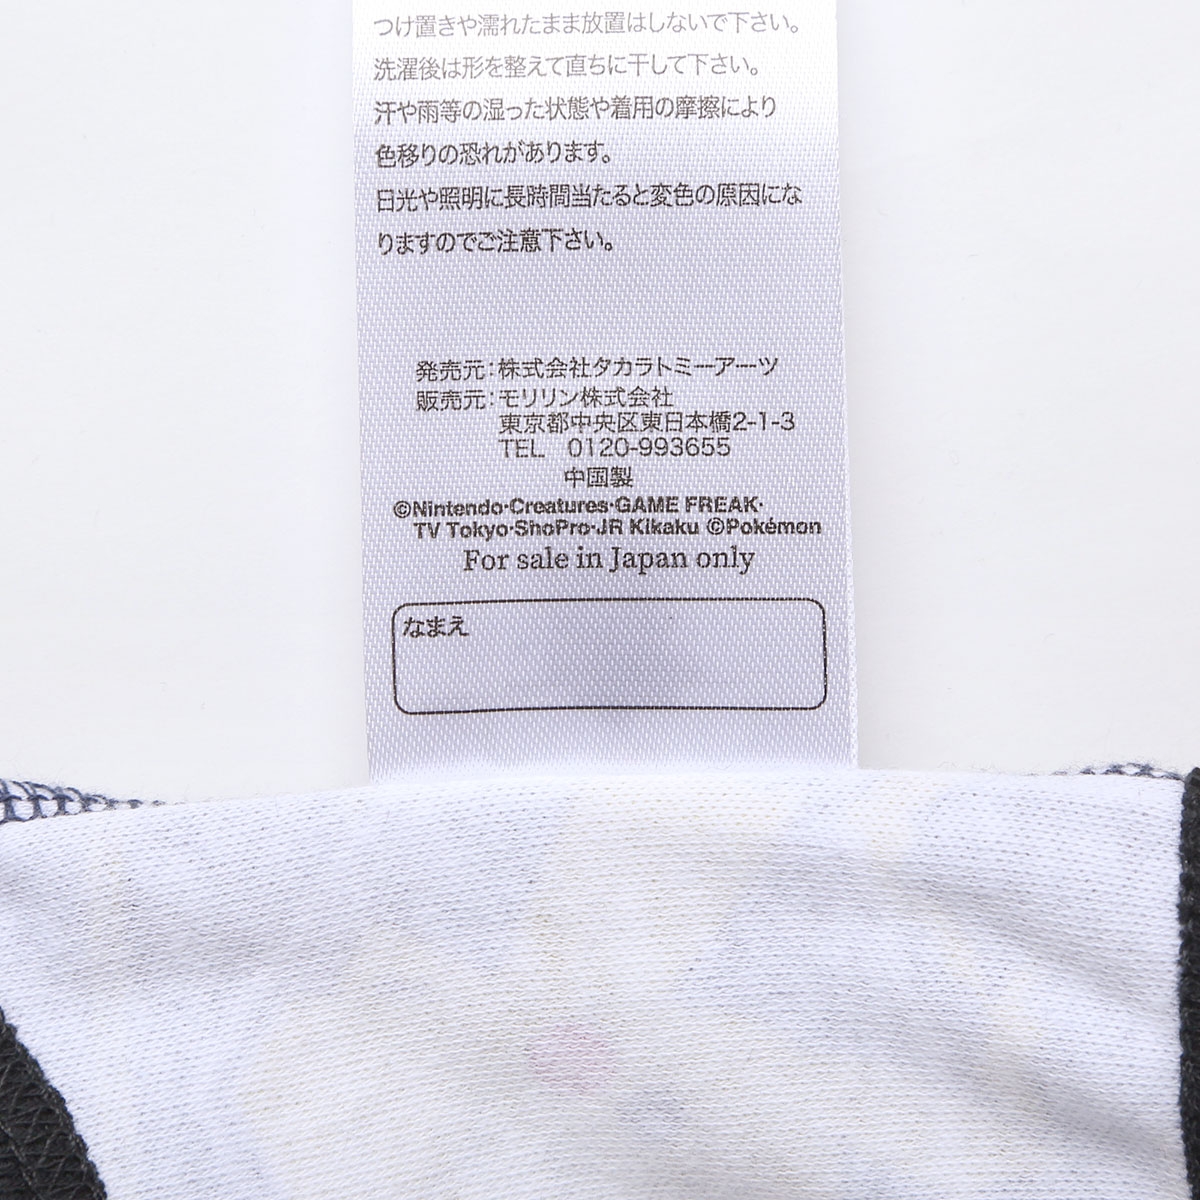 つけ置きや濡れたまま放置はしないで下さい。
洗濯後は形を整えて直ちに干して下さい。
汗や雨等の湿った状態や着用の摩擦により
色移りの恐れがあります。
日光や照明に長時間当たると変色の原因にな
りますのでご注意下さい。
発売元：株式会社タカラトミーアーツ
販売元：モリリン株式会社
東京都中央区東日本橋2-1-3
TEL 0120-993655
中国製
©Nintendo·Creatures·GAME FREAK·
TV Tokyo·ShoPro·JR Kikaku ©Pokémon
For sale in Japan only
なまえ